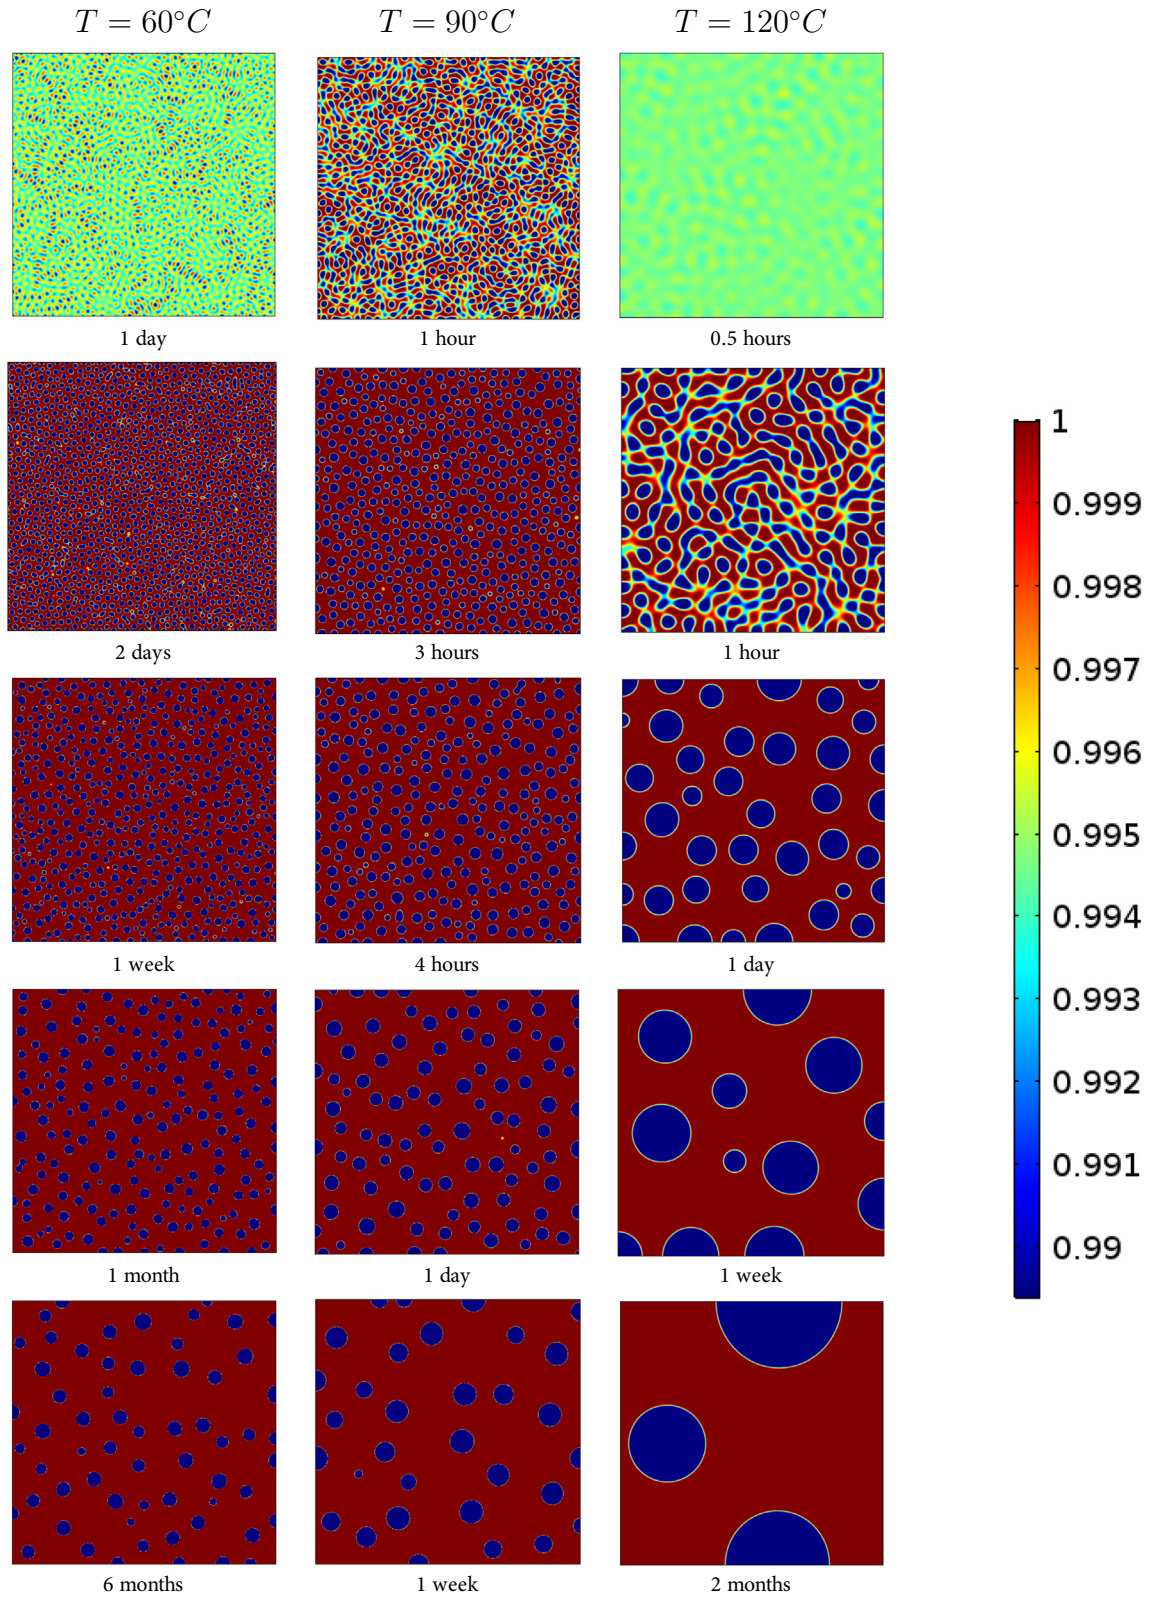 T = 60°C T = 90°C T = 120°C
1 day 1 hour 0.5 hours
2 days 3 hours 1 hour
1 week 4 hours 1 day
1 month 1 day 1 week
6 months 1 week 2 months
1
0.999
0.998
0.997
0.996
0.995
0.994
0.993
0.992
0.991
0.99